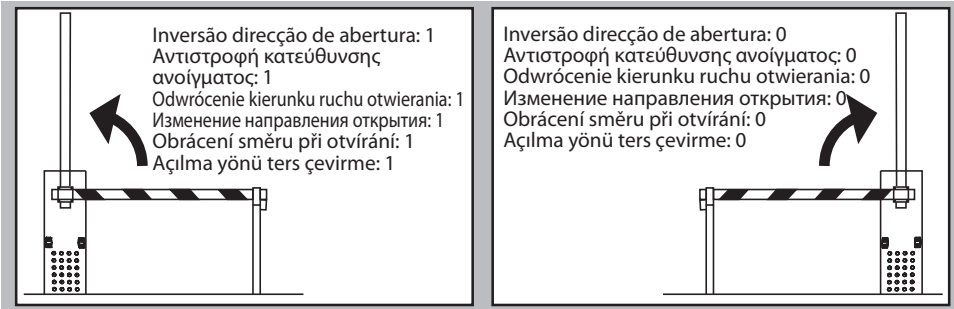 Inversão direcção de abertura: 1
Αντιστροφή κατεύθυνσης
ανοίγματος: 1
Odwrócenie kierunku ruchu otwierania: 1
Изменение направления открытия: 1
Obrácení směru při otvírání: 1
Açılma yönü ters çevirme: 1
Inversão direcção de abertura: 0
Αντιστροφή κατεύθυνσης ανοίγματος: 0
Odwrócenie kierunku ruchu otwierania: 0
Изменение направления открытия: 0
Obrácení směru při otvírání: 0
Açılma yönü ters çevirme: 0